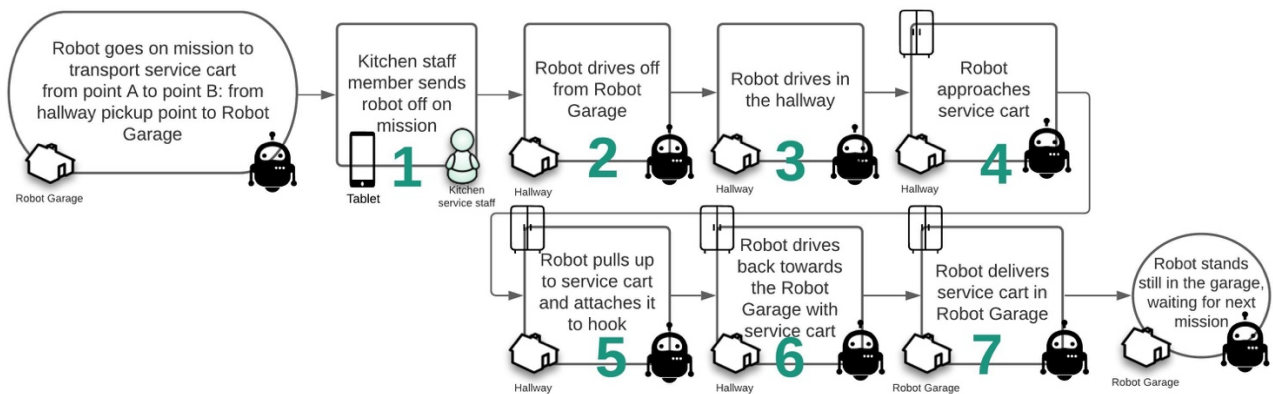 Robot goes on mission to
transport service cart
from point A to point B: from
hallway pickup point to Robot
Garage
Robot Garage
Kitchen staff
member sends
robot off on
mission
1
Tablet
Kitchen
service staff
Robot drives off
from Robot
Garage
2
Hallway
Robot drives in
the hallway
3
Hallway
Robot
approaches
service cart
4
Hallway
Robot pulls up
to service cart
and attaches it
to hook
5
Hallway
Robot drives
back towards
the Robot
Garage with
service cart
6
Hallway
Robot delivers
service cart in
Robot Garage
7
Robot Garage
Robot stands
still in the garage,
waiting for next
mission
Robot Garage